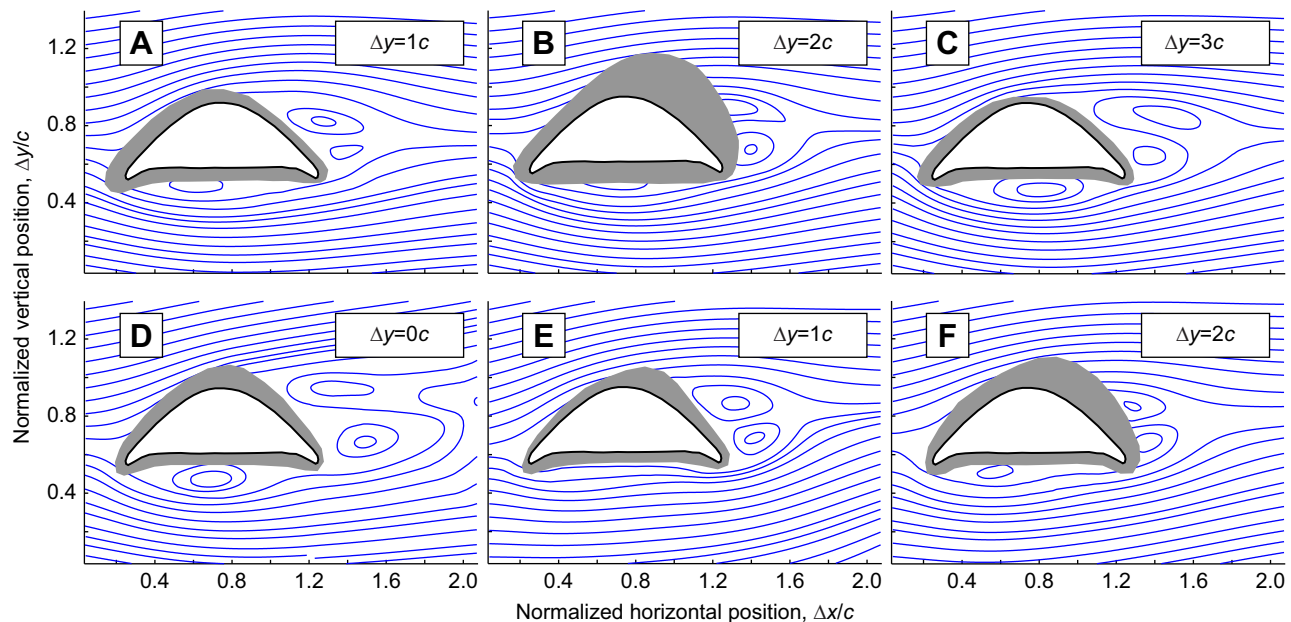 A
Δy=1c
B
Δy=2c
C
Δy=3c
1.2
0.8
0.4
D
Δy=0c
E
Δy=1c
F
Δy=2c
1.2
0.8
0.4
Normalized vertical position, Δy/c
0.4 0.8 1.2 1.6 2.0 0.4 0.8 1.2 1.6 2.0 0.4 0.8 1.2 1.6 2.0
Normalized horizontal position, Δx/c